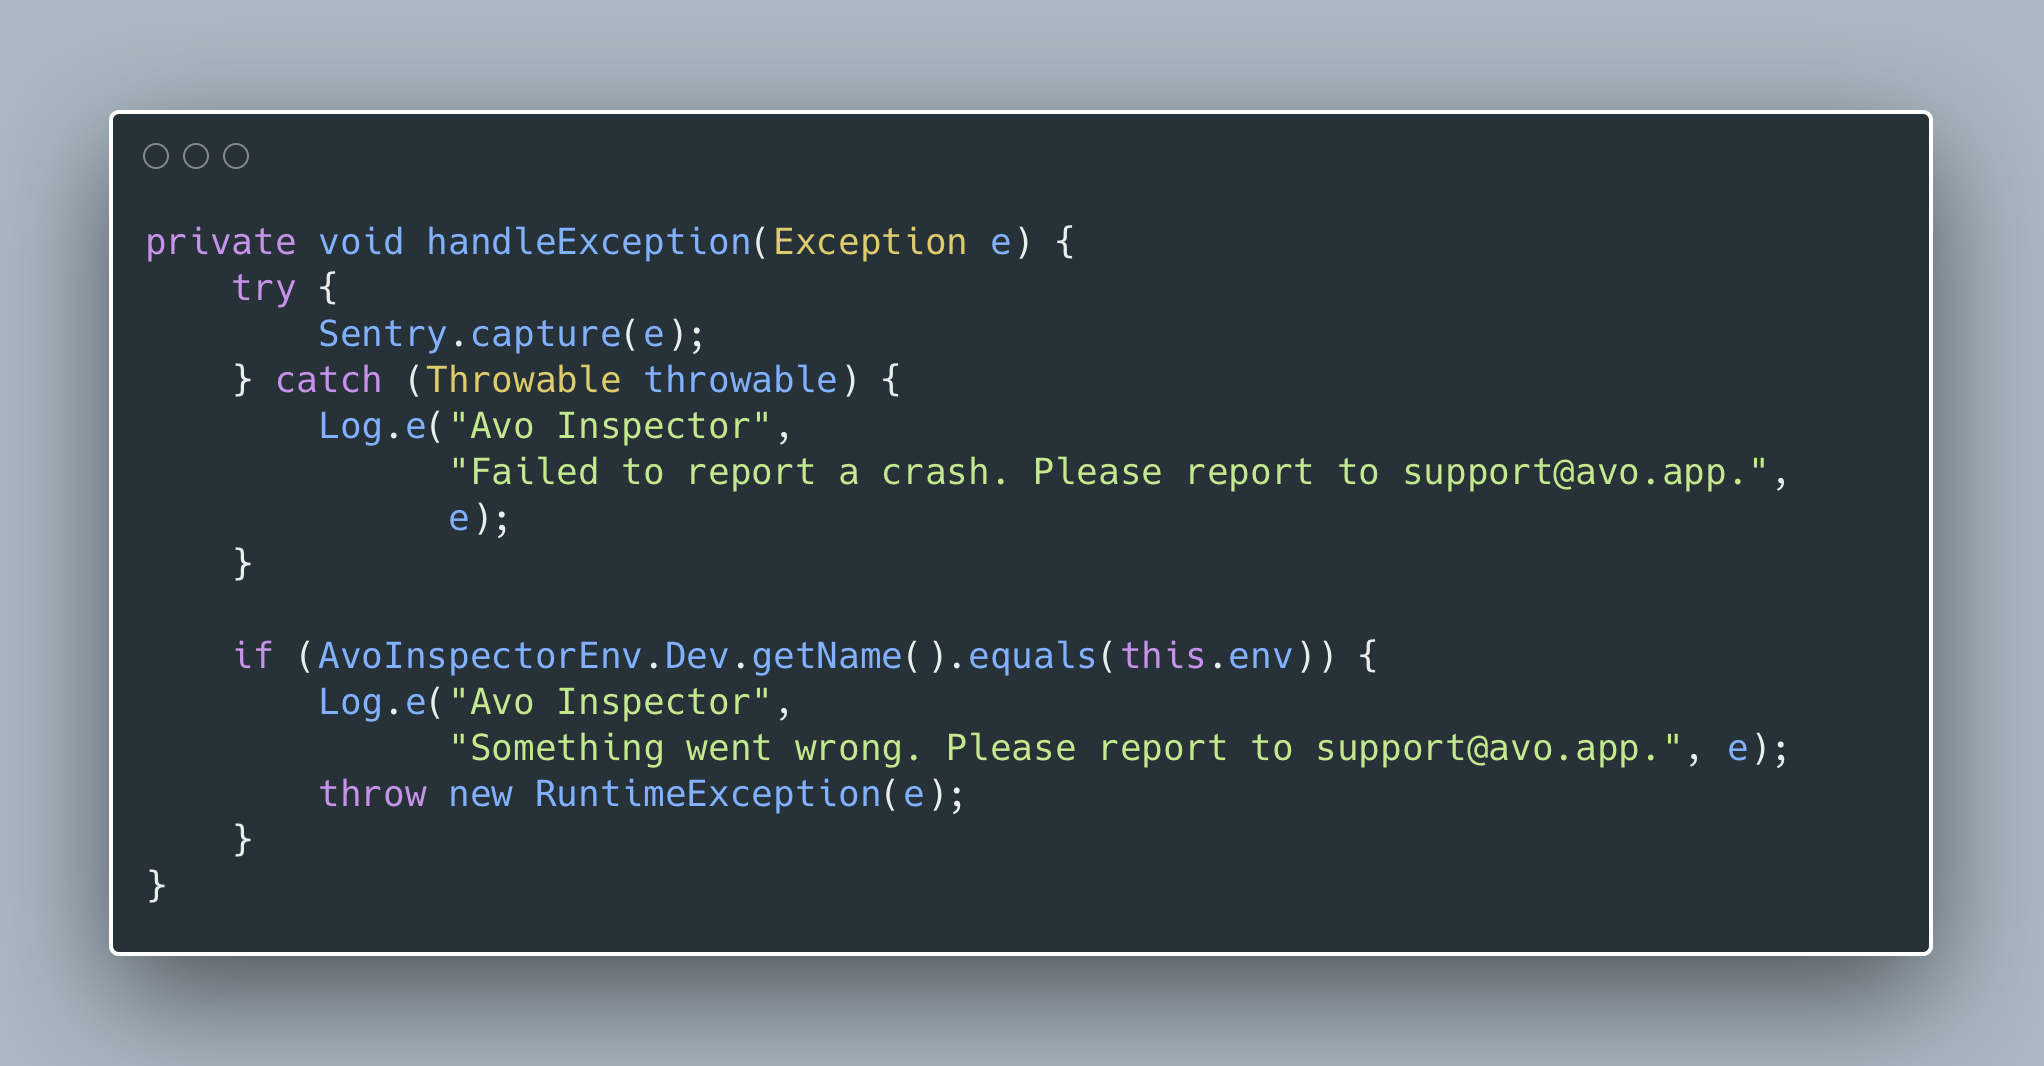 private void handleException(Exception e) {
    try {
        Sentry.capture(e);
    } catch (Throwable throwable) {
        Log.e("Avo Inspector",
              "Failed to report a crash. Please report to support@avo.app.",
              e);
    }

    if (AvoInspectorEnv.Dev.getName().equals(this.env)) {
        Log.e("Avo Inspector",
              "Something went wrong. Please report to support@avo.app.", e);
        throw new RuntimeException(e);
    }
}